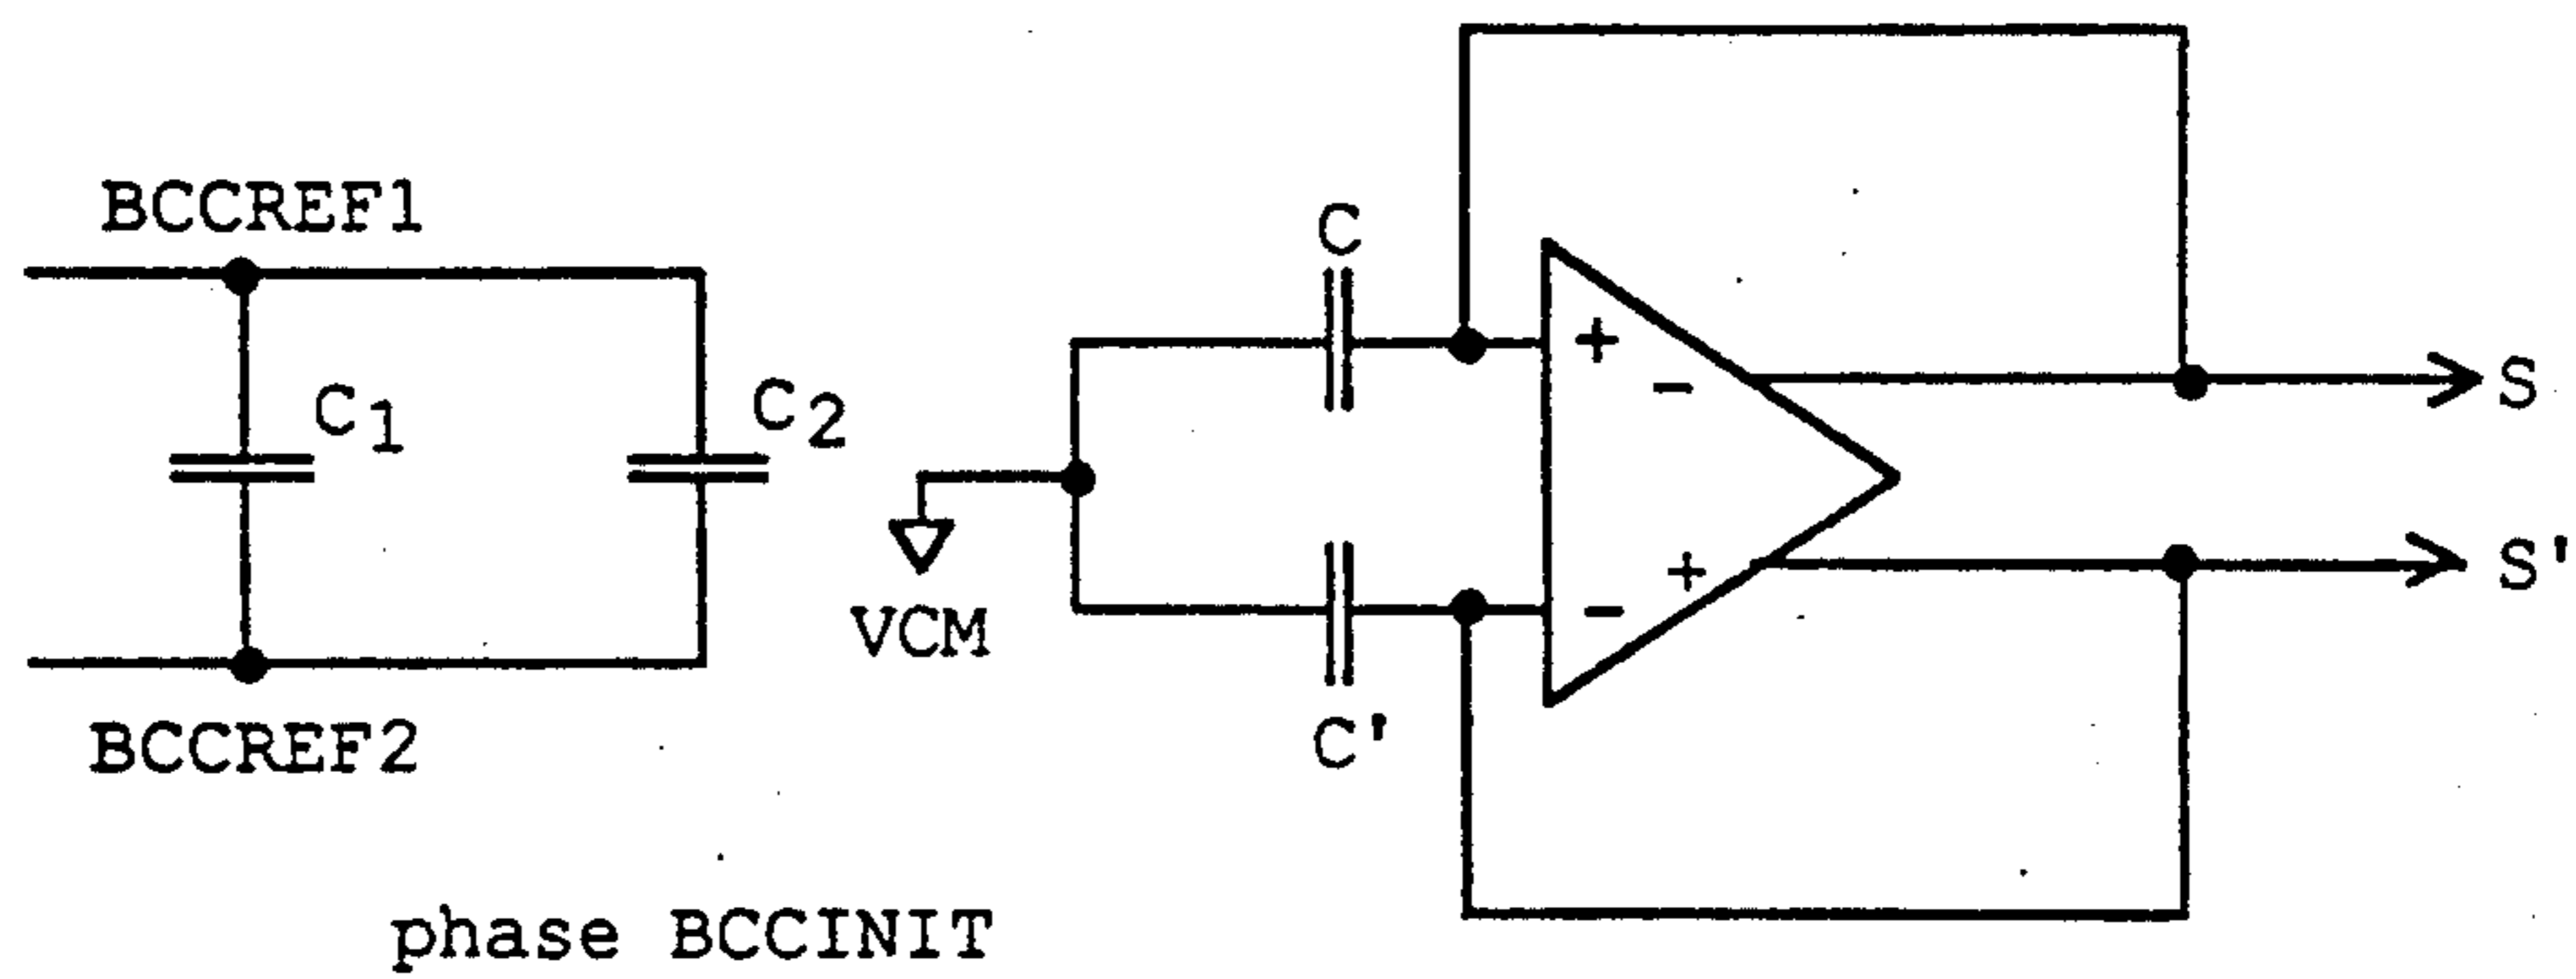 BCCREF1
C
+
-
S
C1
C2
VCM
+
-
S'
BCCREF2
C'
phase BCCINIT